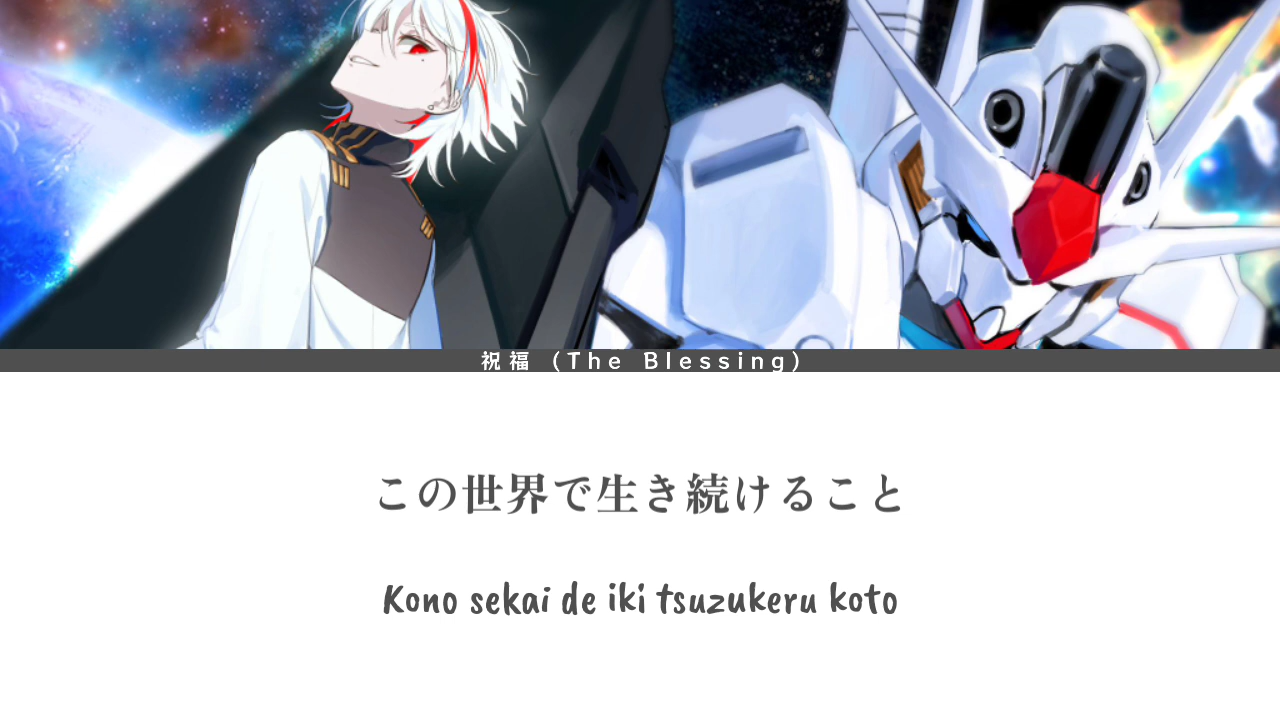 祝福 (The Blessing)
この世界で生き続けること
Kono sekai de iki tsuzukeru koto